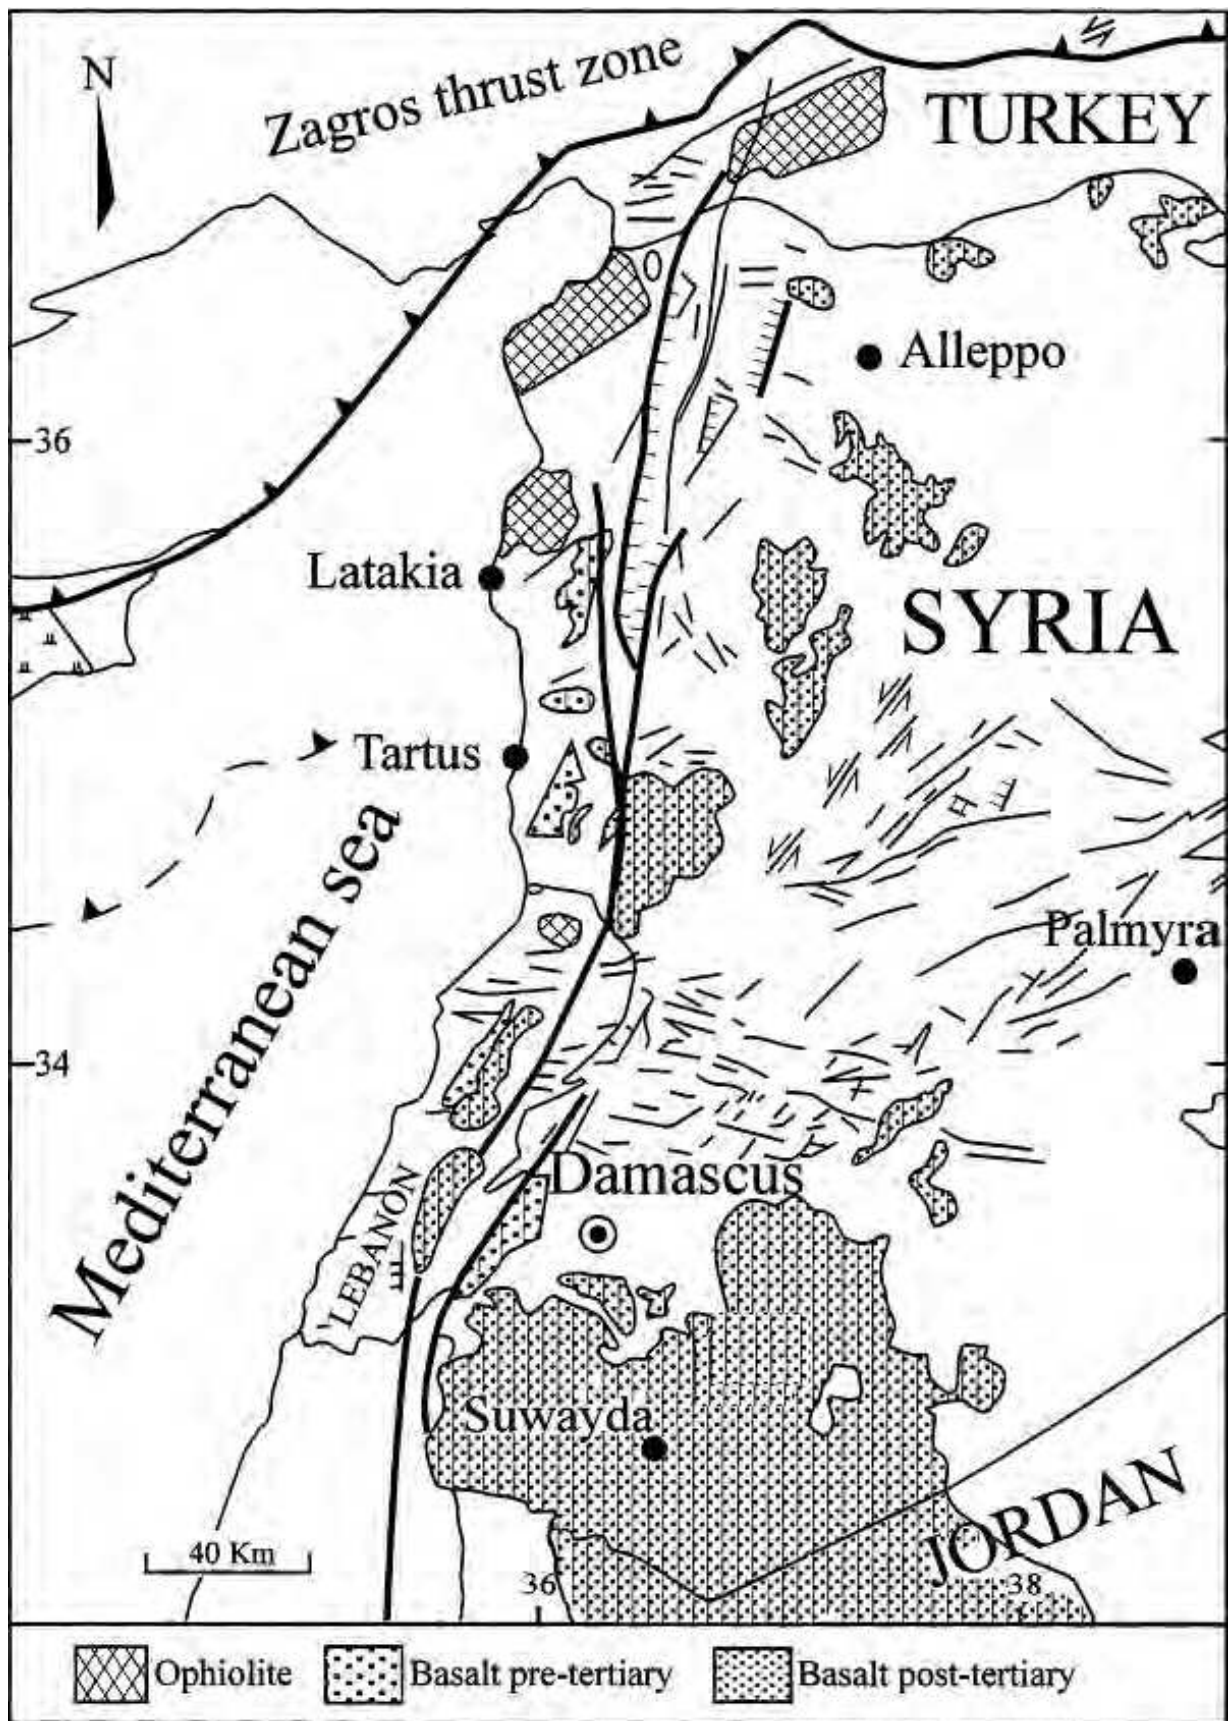 N
Zagros thrust zone
TURKEY
Alleppo
36
Latakia
SYRIA
Tartus
Mediterranean sea
Palmyra
34
Damascus
LEBANON
Suwayda
JORDAN
40 Km
36
38
Ophiolite
Basalt pre-tertiary
Basalt post-tertiary